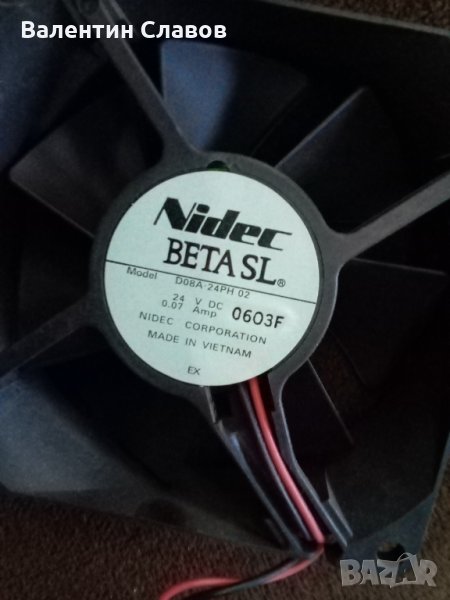 Валентин Славов
Nidec
BETA SL®
Model D08A-24PH 02
24 V DC
0.07 Amp 0603F
NIDEC CORPORATION
MADE IN VIETNAM
EX
BAZAR